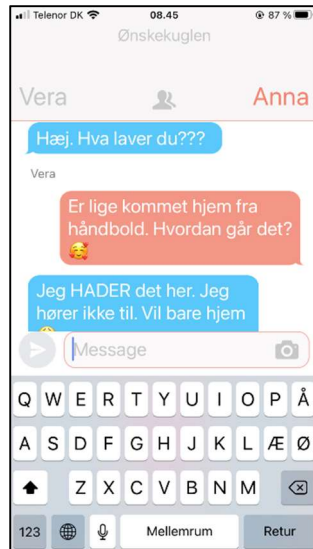 Telenor DK 08.45 87 %
Ønskekuglen
Vera Anna
Hæj. Hva laver du???
Vera
Er lige kommet hjem fra
håndbold. Hvordan går det?
🥰
Jeg HADER det her. Jeg
hører ikke til. Vil bare hjem
Message
Q W E R T Y U I O P Å
A S D F G H J K L Æ Ø
Z X C V B N M
123 Mellemrum Retur